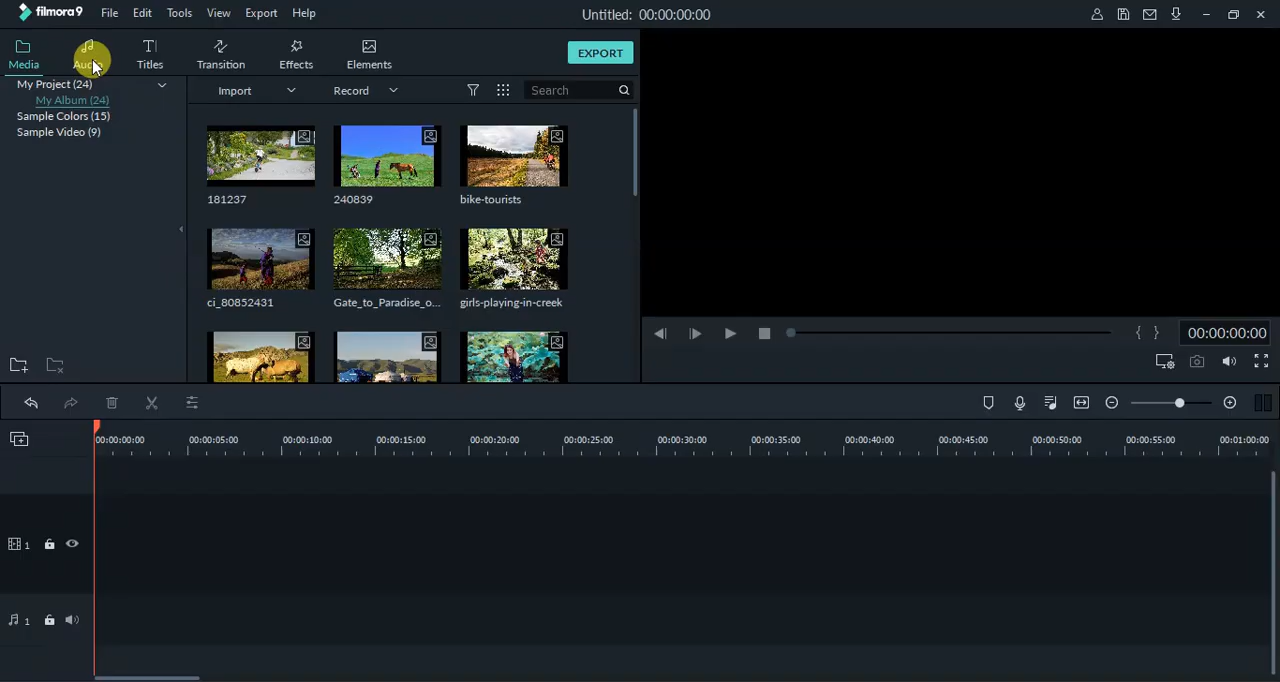 filmora9 File Edit Tools View Export Help Untitled: 00:00:00:00
Media Audio Titles Transition Effects Elements EXPORT
My Project (24)
My Album (24)
Sample Colors (15)
Sample Video (9)
Import Record Search
181237 240839 bike-tourists
ci_80852431 Gate_to_Paradise_o... girls-playing-in-creek
00:00:00:00
00:00:00:00 00:00:05:00 00:00:10:00 00:00:15:00 00:00:20:00 00:00:25:00 00:00:30:00 00:00:35:00 00:00:40:00 00:00:45:00 00:00:50:00 00:00:55:00 00:01:00:00
1
1